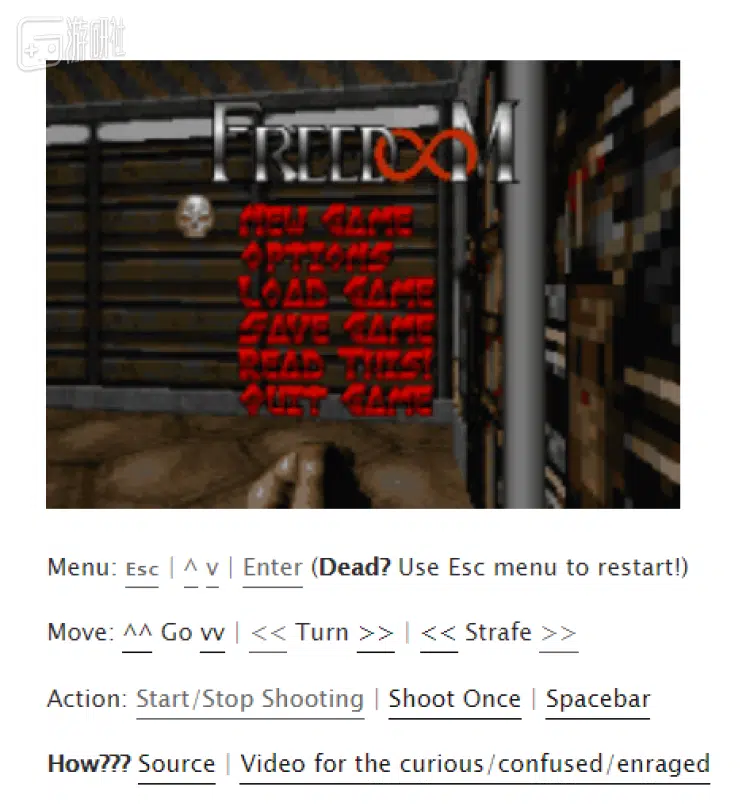 游研社
FREEDOOM
NEW GAME
OPTIONS
LOAD GAME
SAVE GAME
READ THIS!
QUIT GAME
Menu: Esc | ^ v | Enter (Dead? Use Esc menu to restart!)
Move: ^^ Go vv | << Turn >> | << Strafe >>
Action: Start/Stop Shooting | Shoot Once | Spacebar
How??? Source | Video for the curious/confused/enraged